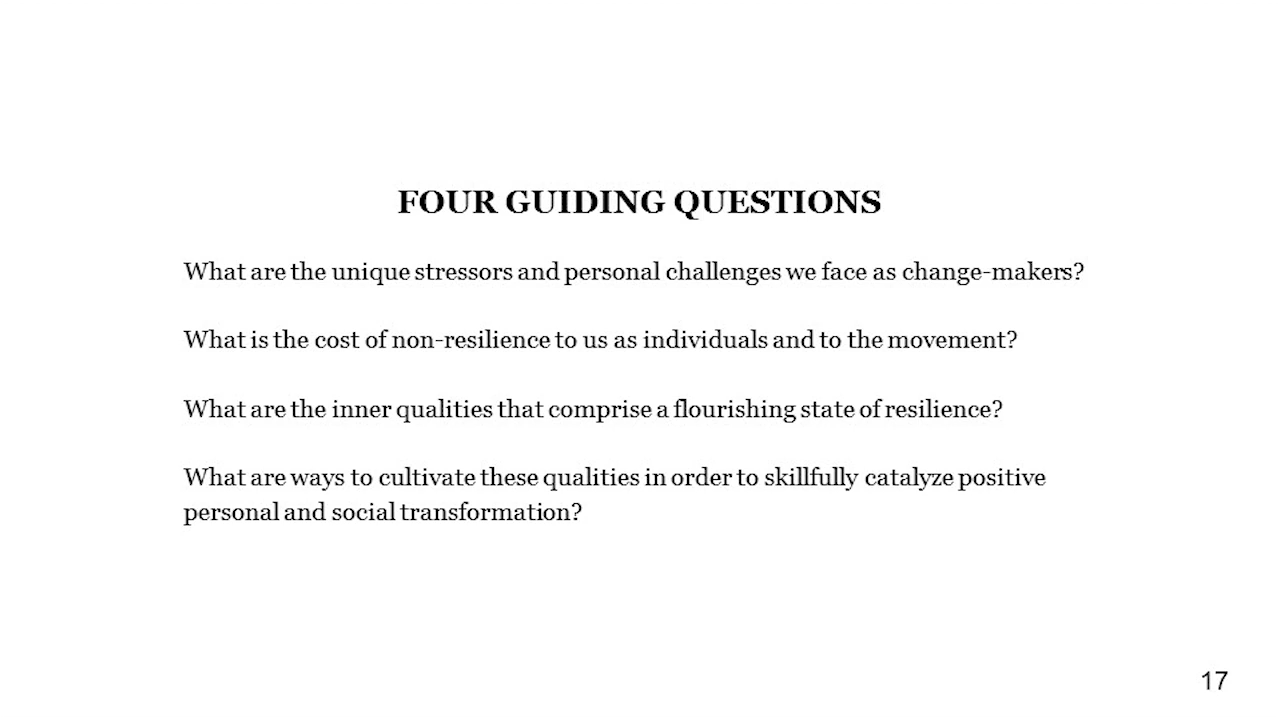 FOUR GUIDING QUESTIONS
What are the unique stressors and personal challenges we face as change-makers?
What is the cost of non-resilience to us as individuals and to the movement?
What are the inner qualities that comprise a flourishing state of resilience?
What are ways to cultivate these qualities in order to skillfully catalyze positive
personal and social transformation?
17